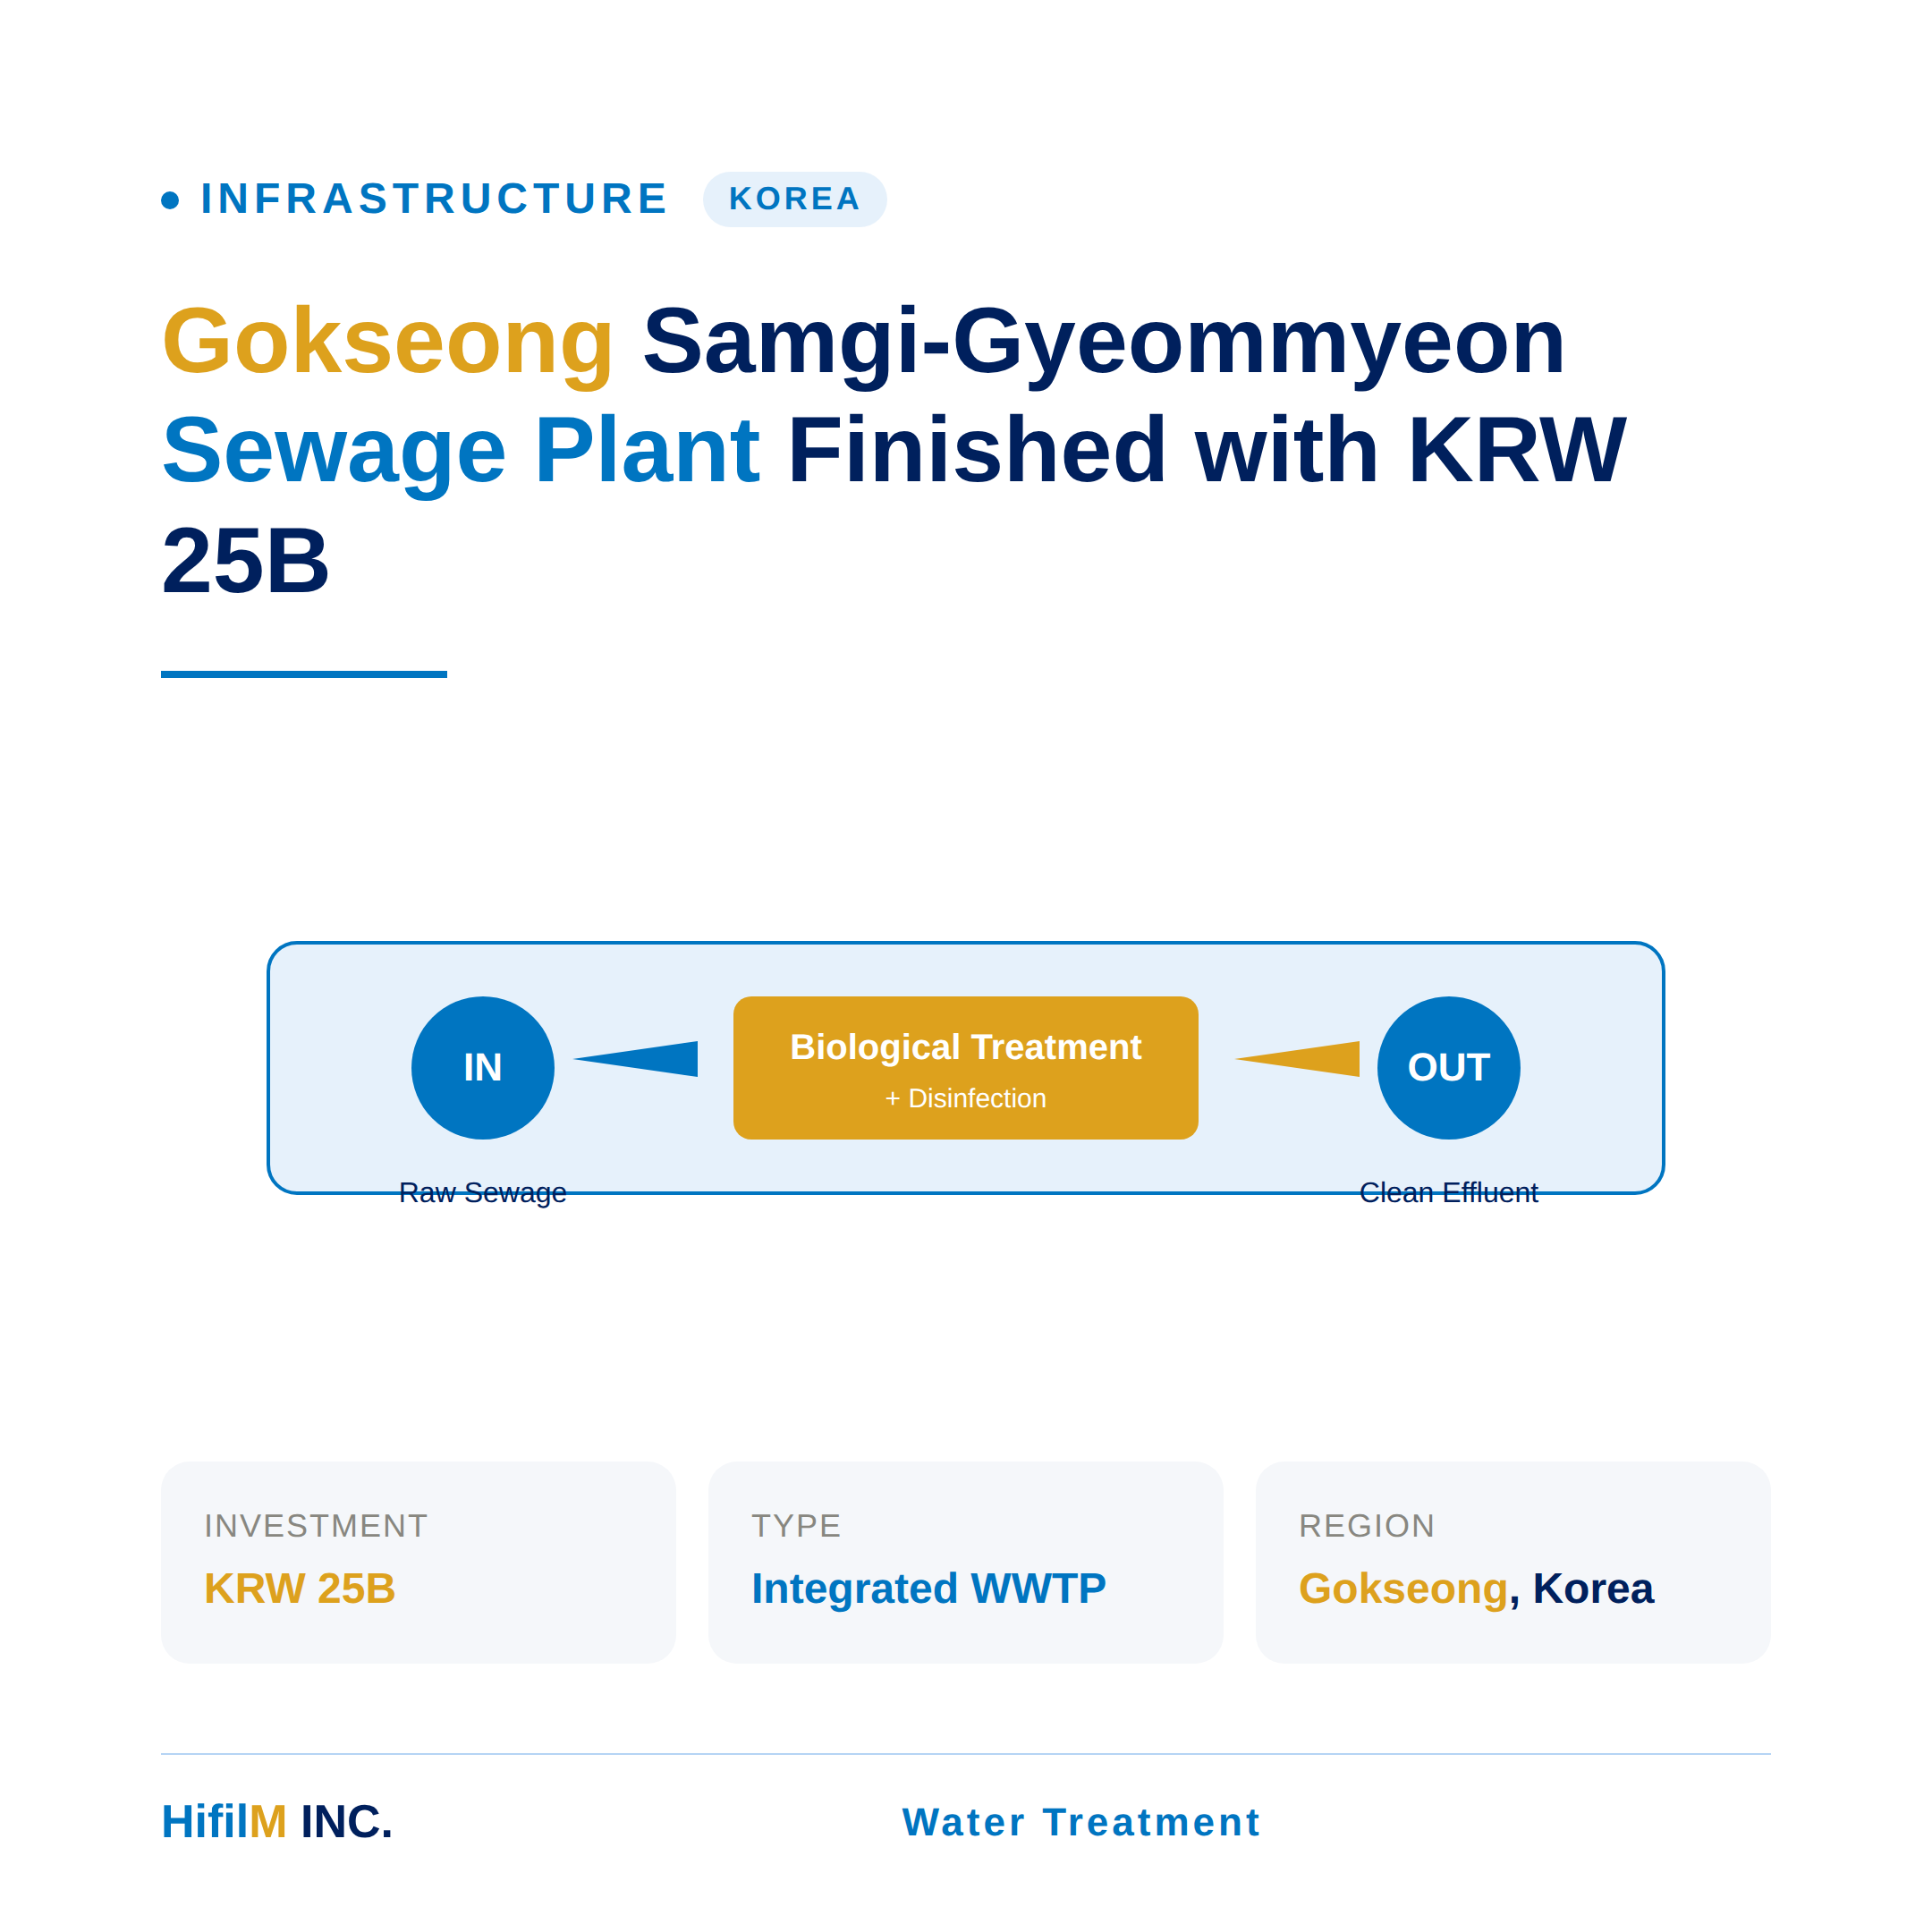 INFRASTRUCTURE KOREA
Gokseong Samgi-Gyeommyeon
Sewage Plant Finished with KRW
25B
IN
Biological Treatment
+ Disinfection
OUT
Raw Sewage
Clean Effluent
INVESTMENT
KRW 25B
TYPE
Integrated WWTP
REGION
Gokseong, Korea
HifilM INC.
Water Treatment